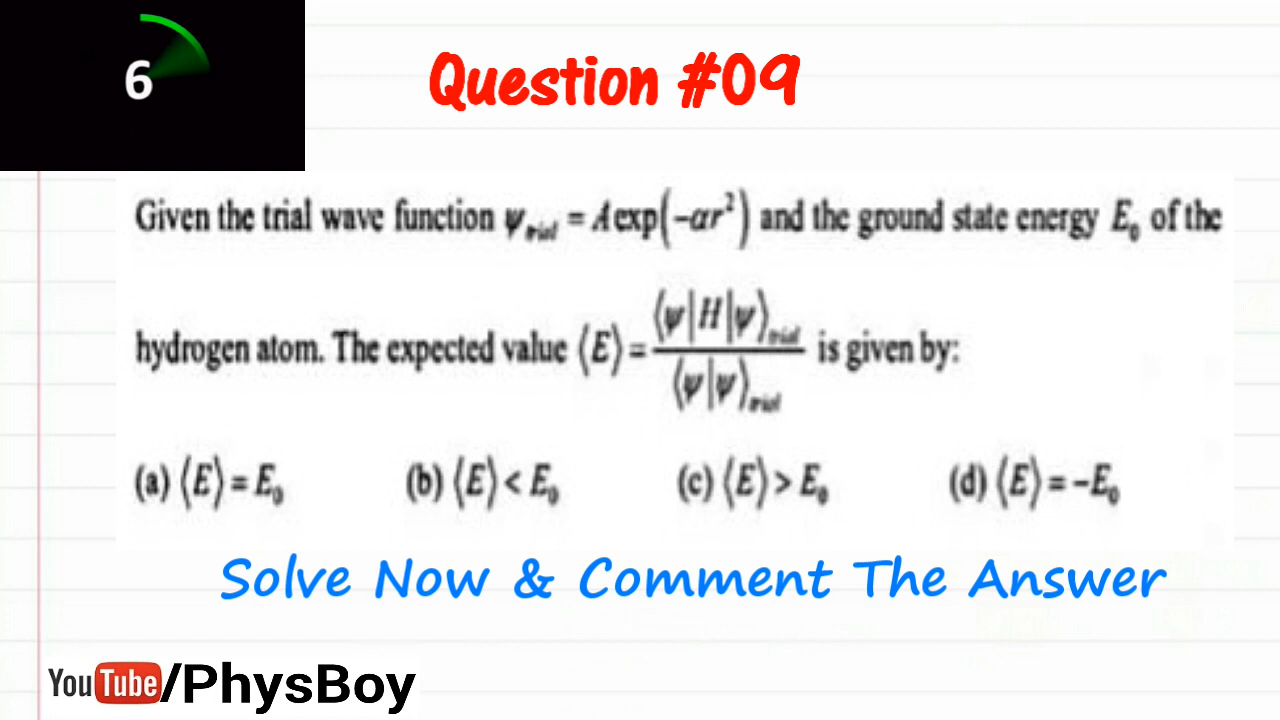 6
Question #09
Given the trial wave function ψ_trial = A exp(-αr²) and the ground state energy E₀ of the
hydrogen atom. The expected value ⟨E⟩ = ⟨ψ|H|ψ⟩_trial / ⟨ψ|ψ⟩_trial is given by:
(a) ⟨E⟩ = E₀ (b) ⟨E⟩ < E₀ (c) ⟨E⟩ > E₀ (d) ⟨E⟩ = -E₀
Solve Now & Comment The Answer
YouTube/PhysBoy